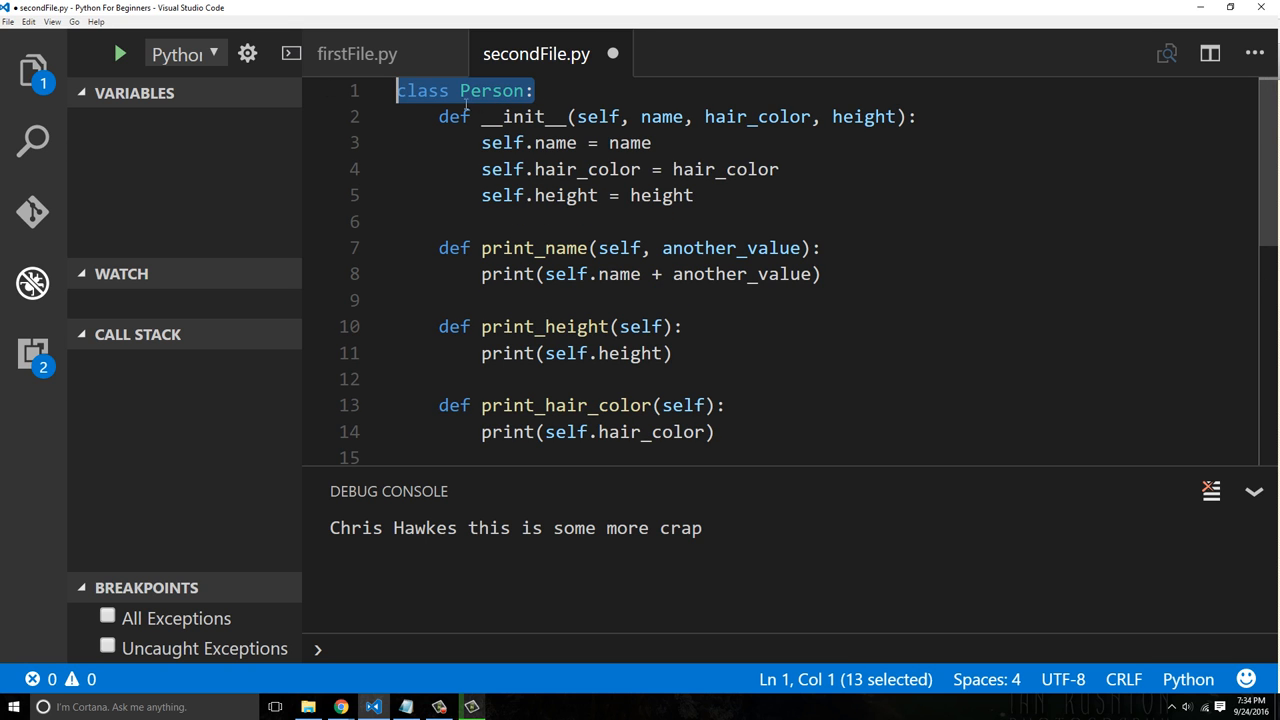 ● secondFile.py - Python For Beginners - Visual Studio Code
File Edit View Go Help
Python
firstFile.py
secondFile.py
VARIABLES
WATCH
CALL STACK
BREAKPOINTS
All Exceptions
Uncaught Exceptions
1
2
1 class Person:
2 def __init__(self, name, hair_color, height):
3 self.name = name
4 self.hair_color = hair_color
5 self.height = height
6
7 def print_name(self, another_value):
8 print(self.name + another_value)
9
10 def print_height(self):
11 print(self.height)
12
13 def print_hair_color(self):
14 print(self.hair_color)
15
DEBUG CONSOLE
Chris Hawkes this is some more crap
0 0
Ln 1, Col 1 (13 selected) Spaces: 4 UTF-8 CRLF Python
I'm Cortana. Ask me anything.
IAN RUSHTON
7:34 PM
9/24/2016